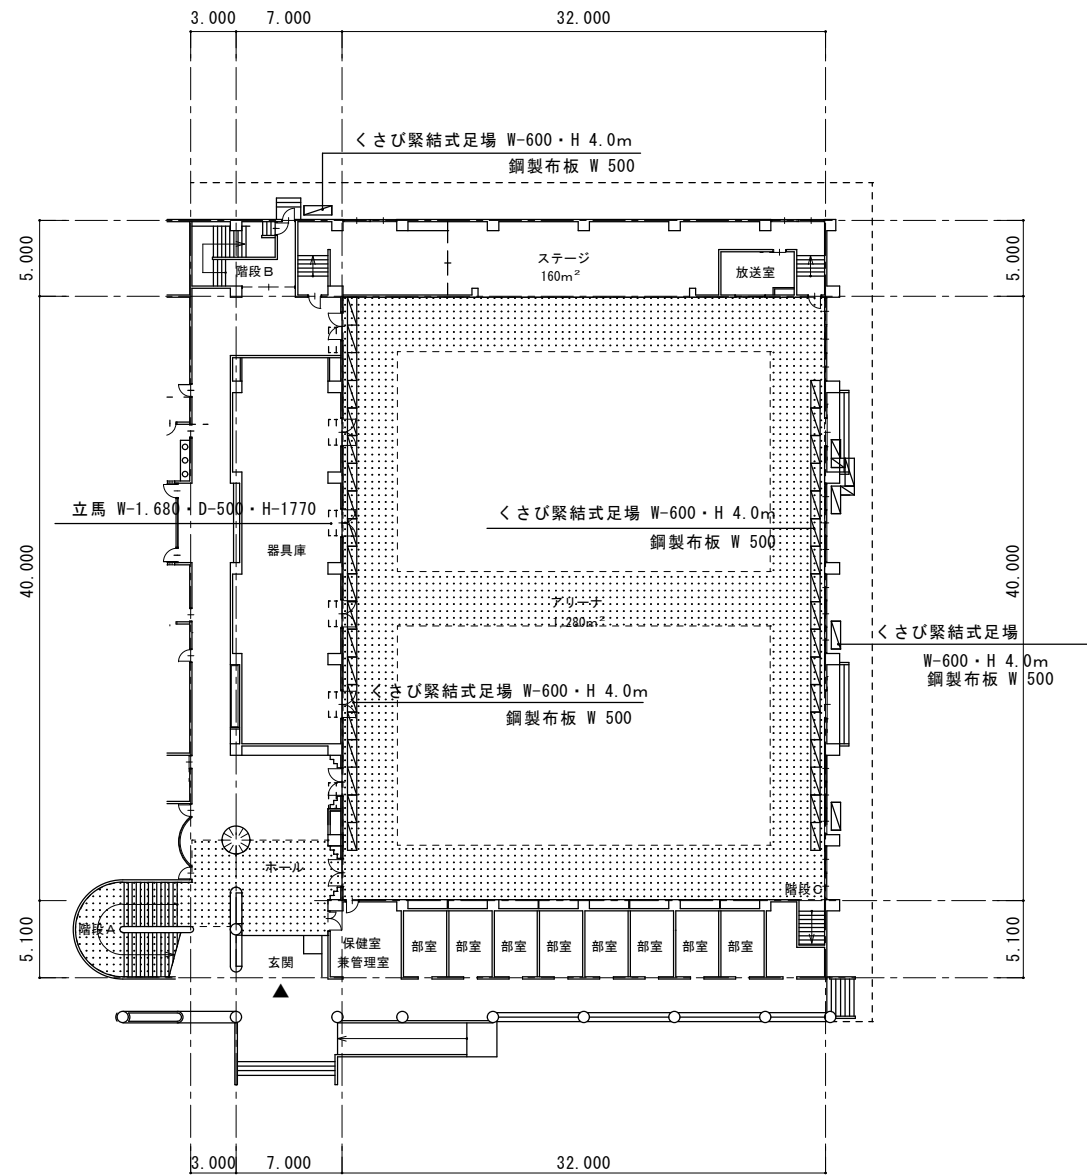 3.000
7.000
32.000
くさび緊結式足場 W-600・H 4.0m
鋼製布板 W 500
5.000
5.000
ステージ
160m²
放送室
階段B
立馬 W-1.680・D-500・H-1770
くさび緊結式足場 W-600・H 4.0m
鋼製布板 W 500
器具庫
40.000
40.000
アリーナ
1,280m²
くさび緊結式足場
W-600・H 4.0m
鋼製布板 W 500
くさび緊結式足場 W-600・H 4.0m
鋼製布板 W 500
ホール
階段C
階段A
5.100
5.100
保健室
兼管理室
部室
部室
部室
部室
部室
部室
部室
部室
玄関
3.000
7.000
32.000